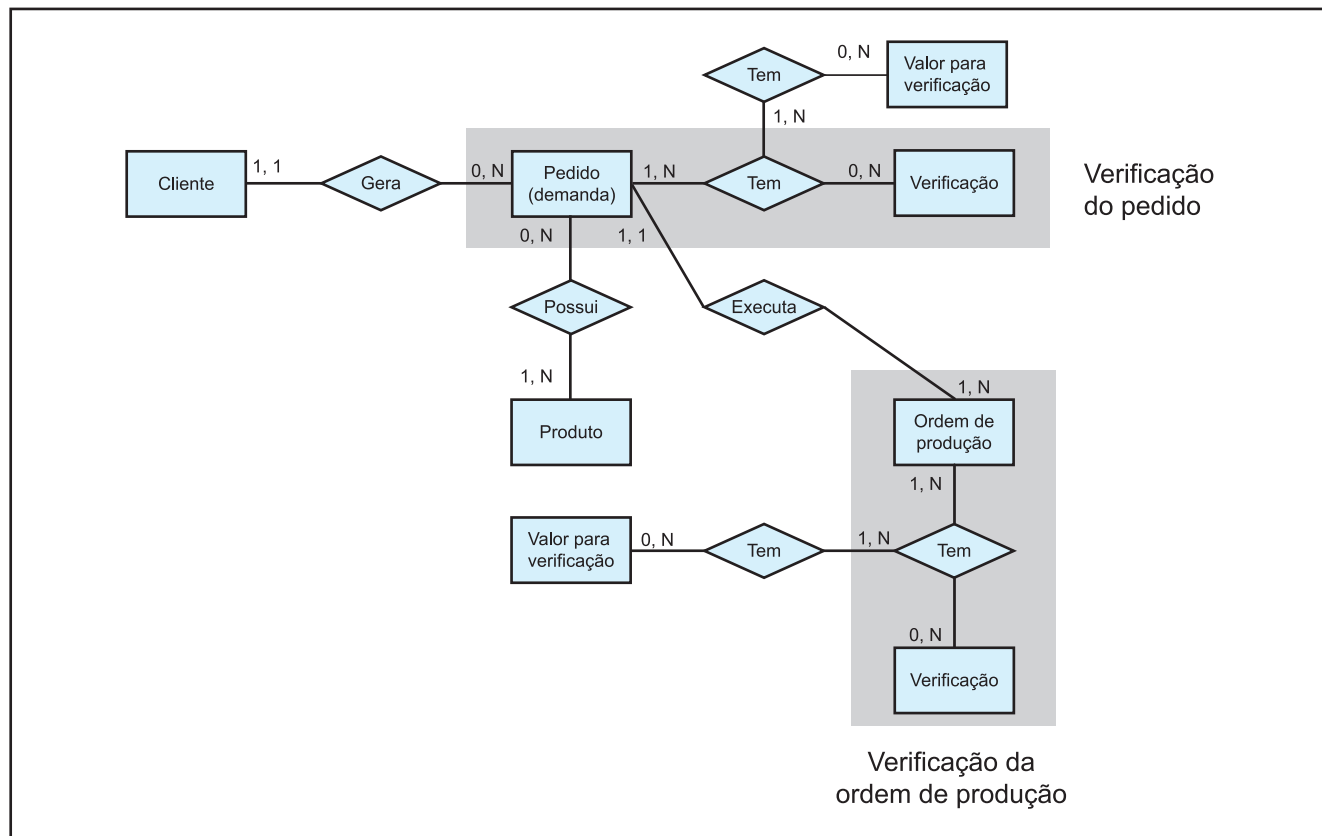 0, N
Tem
Valor para
verificação
1, N
Cliente
1, 1
Gera
0, N
Pedido
(demanda)
1, N
Tem
0, N
Verificação
Verificação
do pedido
0, N
1, 1
Possui
Executa
1, N
1, N
Produto
Ordem de
produção
1, N
Valor para
verificação
0, N
Tem
1, N
Tem
0, N
Verificação
Verificação da
ordem de produção